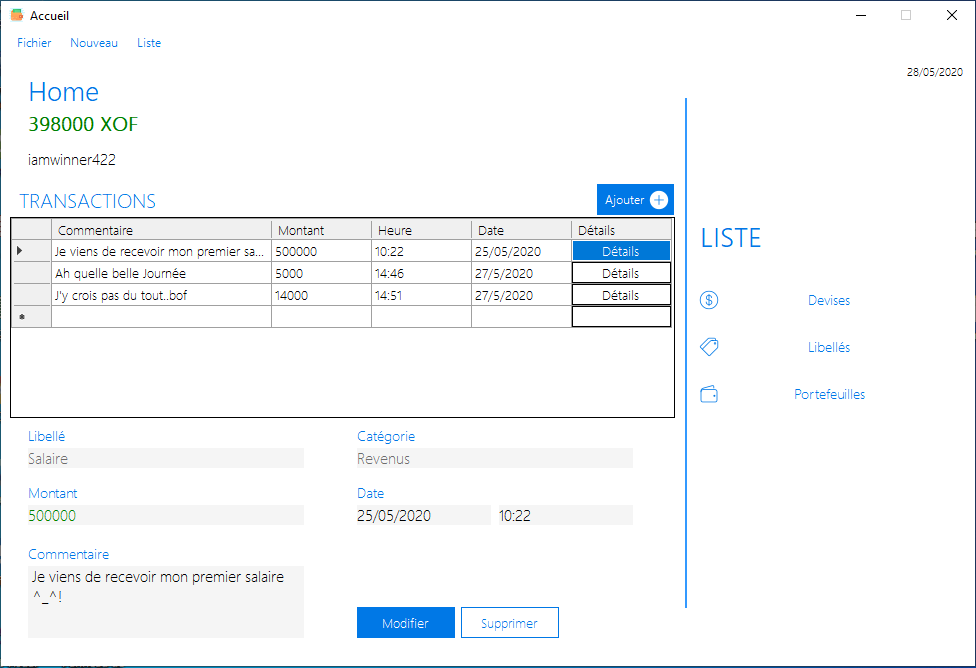 Accueil
Fichier Nouveau Liste
28/05/2020
Home
398000 XOF
iamwinner422
TRANSACTIONS
Ajouter
Commentaire Montant Heure Date Détails
Je viens de recevoir mon premier sa... 500000 10:22 25/05/2020 Détails
Ah quelle belle Journée 5000 14:46 27/5/2020 Détails
J'y crois pas du tout..bof 14000 14:51 27/5/2020 Détails
LISTE
Devises
Libellés
Portefeuilles
Libellé Catégorie
Salaire Revenus
Montant Date
500000 25/05/2020 10:22
Commentaire
Je viens de recevoir mon premier salaire
^_^!
Modifier Supprimer